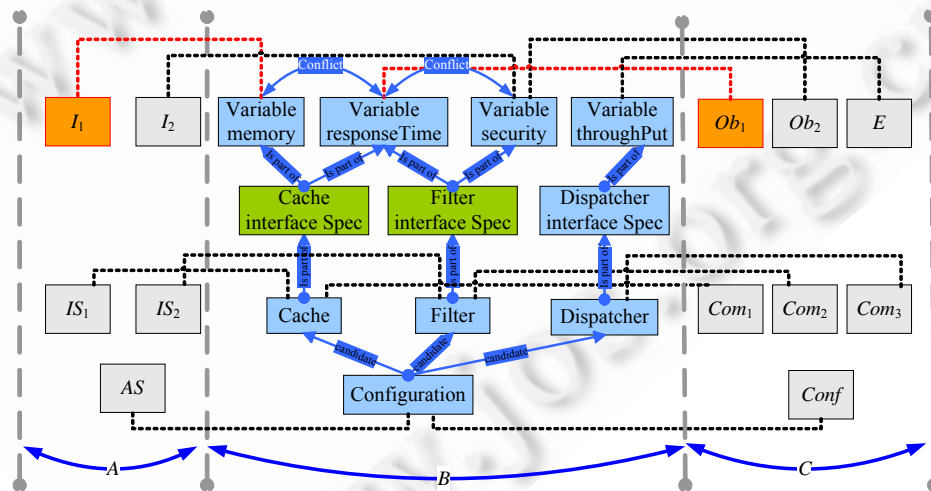 Conflict
Conflict
I1
I2
Variable
memory
Variable
responseTime
Variable
security
Variable
throughPut
Ob1
Ob2
E
Is part of
Is part of
Is part of
Is part of
Is part of
Cache
interface Spec
Filter
interface Spec
Dispatcher
interface Spec
Is part of
Is part of
Is part of
IS1
IS2
Cache
Filter
Dispatcher
Com1
Com2
Com3
candidate
candidate
candidate
AS
Configuration
Conf
A
B
C